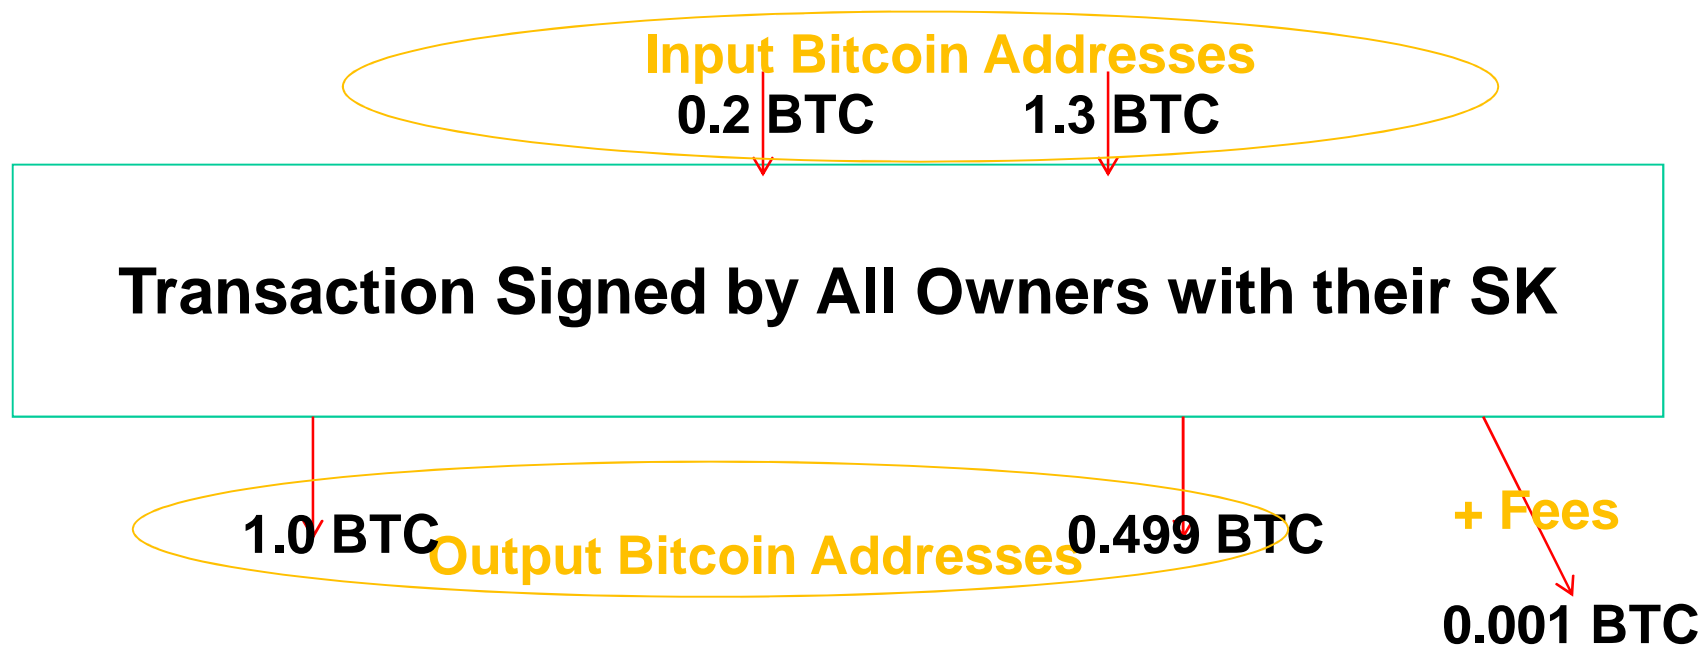 Input Bitcoin Addresses
0.2 BTC 1.3 BTC
Transaction Signed by All Owners with their SK
+ Fees
1.0 BTC 0.499 BTC
Output Bitcoin Addresses
0.001 BTC